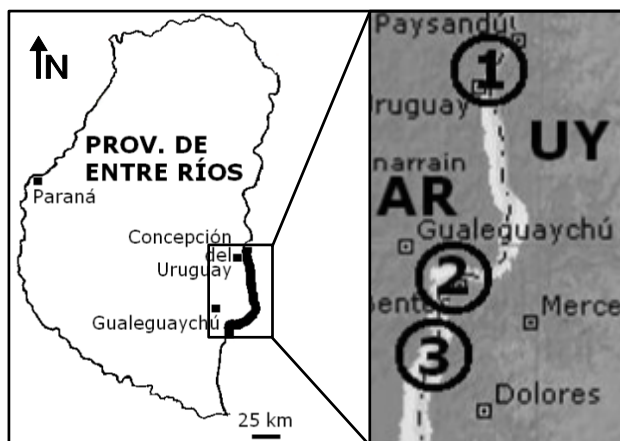 N
PROV. DE
ENTRE RÍOS
Paraná
Concepción
del
Uruguay
Gualeguaychú
25 km
Paysandú
1
Uruguay
UY
AR
Gualeguaychú
2
Merce
3
Dolores